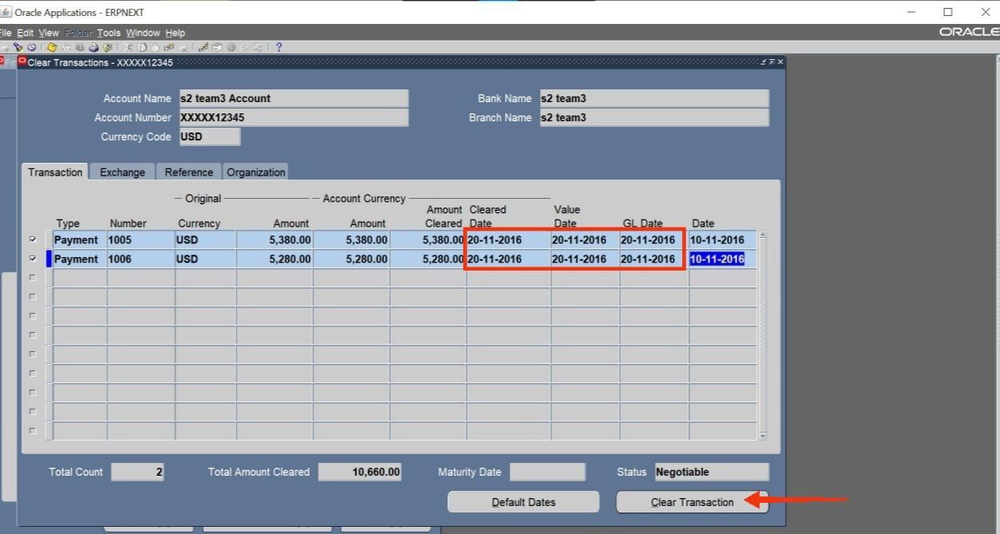 Oracle Applications - ERPNEXT
File Edit View Folder Tools Window Help
ORACLE
Clear Transactions - XXXXX12345
Account Name s2 team3 Account Bank Name s2 team3
Account Number XXXXX12345 Branch Name s2 team3
Currency Code USD
Transaction Exchange Reference Organization
Original Account Currency
Amount Cleared Value
Type Number Currency Amount Amount Cleared Date Date GL Date Date
Payment 1005 USD 5,380.00 5,380.00 5,380.00 20-11-2016 20-11-2016 20-11-2016 10-11-2016
Payment 1006 USD 5,280.00 5,280.00 5,280.00 20-11-2016 20-11-2016 20-11-2016 10-11-2016
Total Count 2 Total Amount Cleared 10,660.00 Maturity Date Status Negotiable
Default Dates Clear Transaction